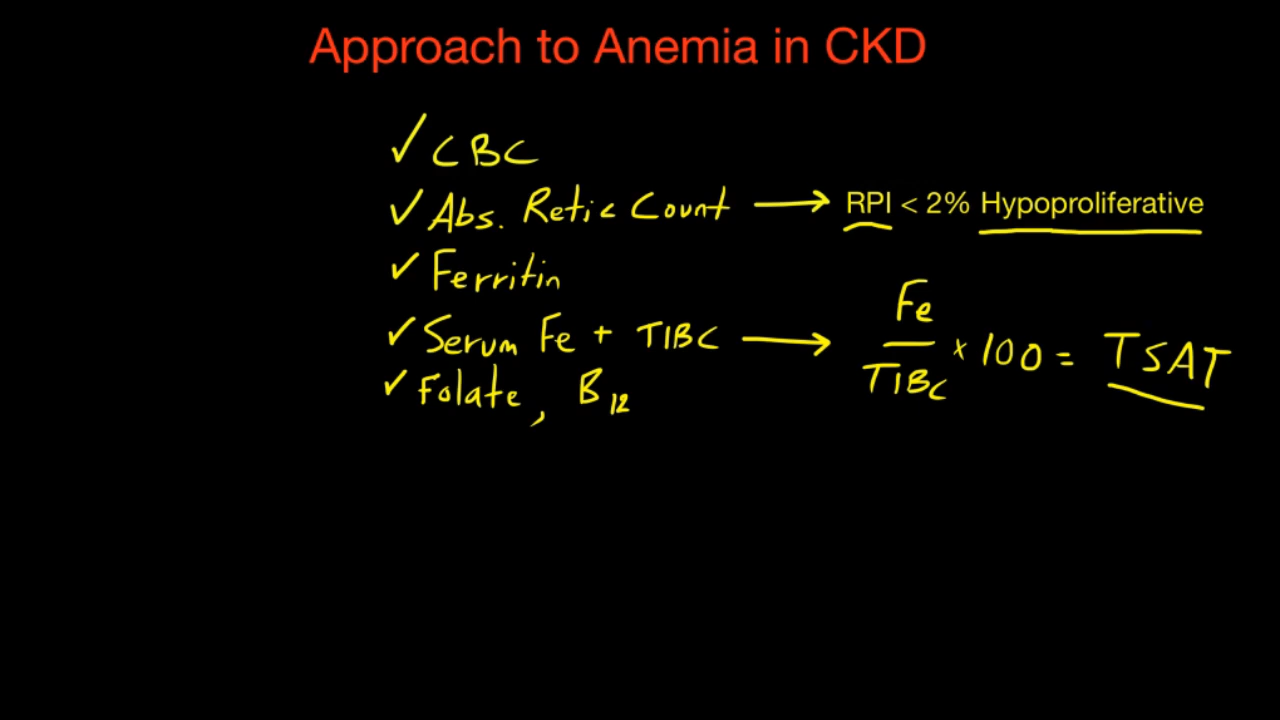 Approach to Anemia in CKD
✓ CBC
✓ Abs. Retic Count → RPI < 2% Hypoproliferative
✓ Ferritin
✓ Serum Fe + TIBC → Fe / TIBC × 100 = TSAT
✓ Folate, B12